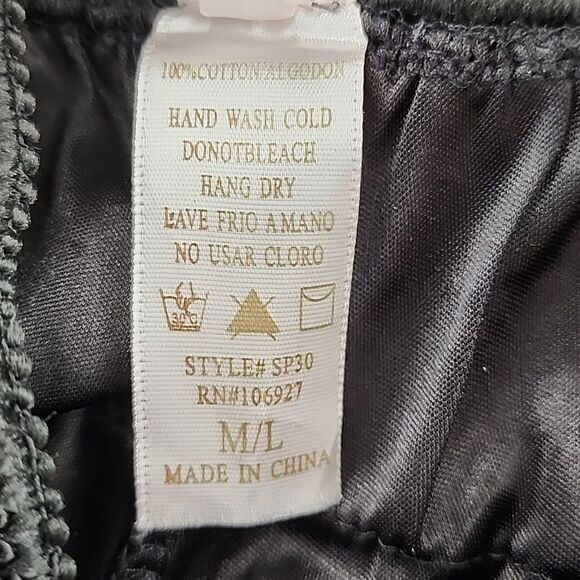 100%COTTON/ALGODON
HAND WASH COLD
DONOTBLEACH
HANG DRY
LAVE FRIO A MANO
NO USAR CLORO
30°C
STYLE# SP30
RN#106927
M/L
MADE IN CHINA